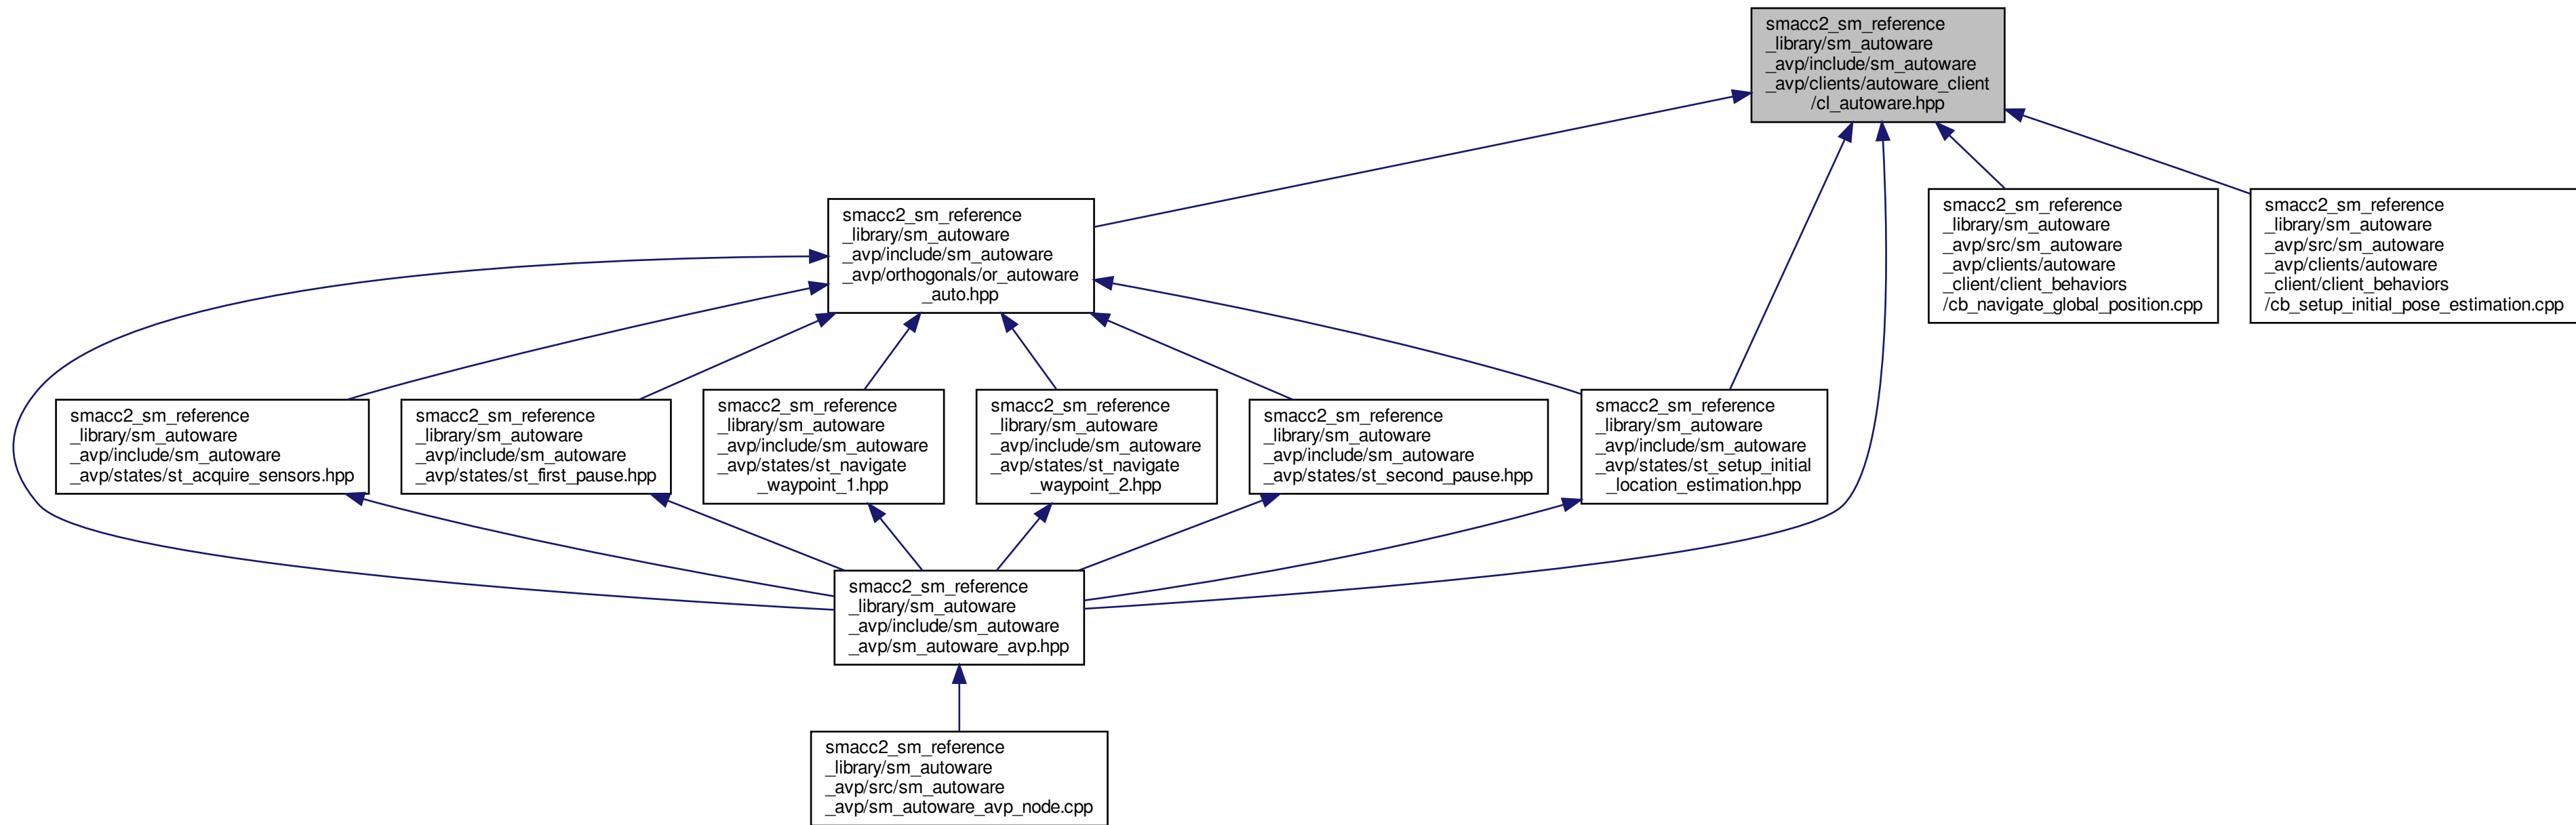 smacc2_sm_reference
_library/sm_autoware
_avp/include/sm_autoware
_avp/clients/autoware_client
/cl_autoware.hpp
smacc2_sm_reference
_library/sm_autoware
_avp/include/sm_autoware
_avp/orthogonals/or_autoware
_auto.hpp
smacc2_sm_reference
_library/sm_autoware
_avp/src/sm_autoware
_avp/clients/autoware
_client/client_behaviors
/cb_navigate_global_position.cpp
smacc2_sm_reference
_library/sm_autoware
_avp/src/sm_autoware
_avp/clients/autoware
_client/client_behaviors
/cb_setup_initial_pose_estimation.cpp
smacc2_sm_reference
_library/sm_autoware
_avp/include/sm_autoware
_avp/states/st_acquire_sensors.hpp
smacc2_sm_reference
_library/sm_autoware
_avp/include/sm_autoware
_avp/states/st_first_pause.hpp
smacc2_sm_reference
_library/sm_autoware
_avp/include/sm_autoware
_avp/states/st_navigate
_waypoint_1.hpp
smacc2_sm_reference
_library/sm_autoware
_avp/include/sm_autoware
_avp/states/st_navigate
_waypoint_2.hpp
smacc2_sm_reference
_library/sm_autoware
_avp/include/sm_autoware
_avp/states/st_second_pause.hpp
smacc2_sm_reference
_library/sm_autoware
_avp/include/sm_autoware
_avp/states/st_setup_initial
_location_estimation.hpp
smacc2_sm_reference
_library/sm_autoware
_avp/include/sm_autoware
_avp/sm_autoware_avp.hpp
smacc2_sm_reference
_library/sm_autoware
_avp/src/sm_autoware
_avp/sm_autoware_avp_node.cpp